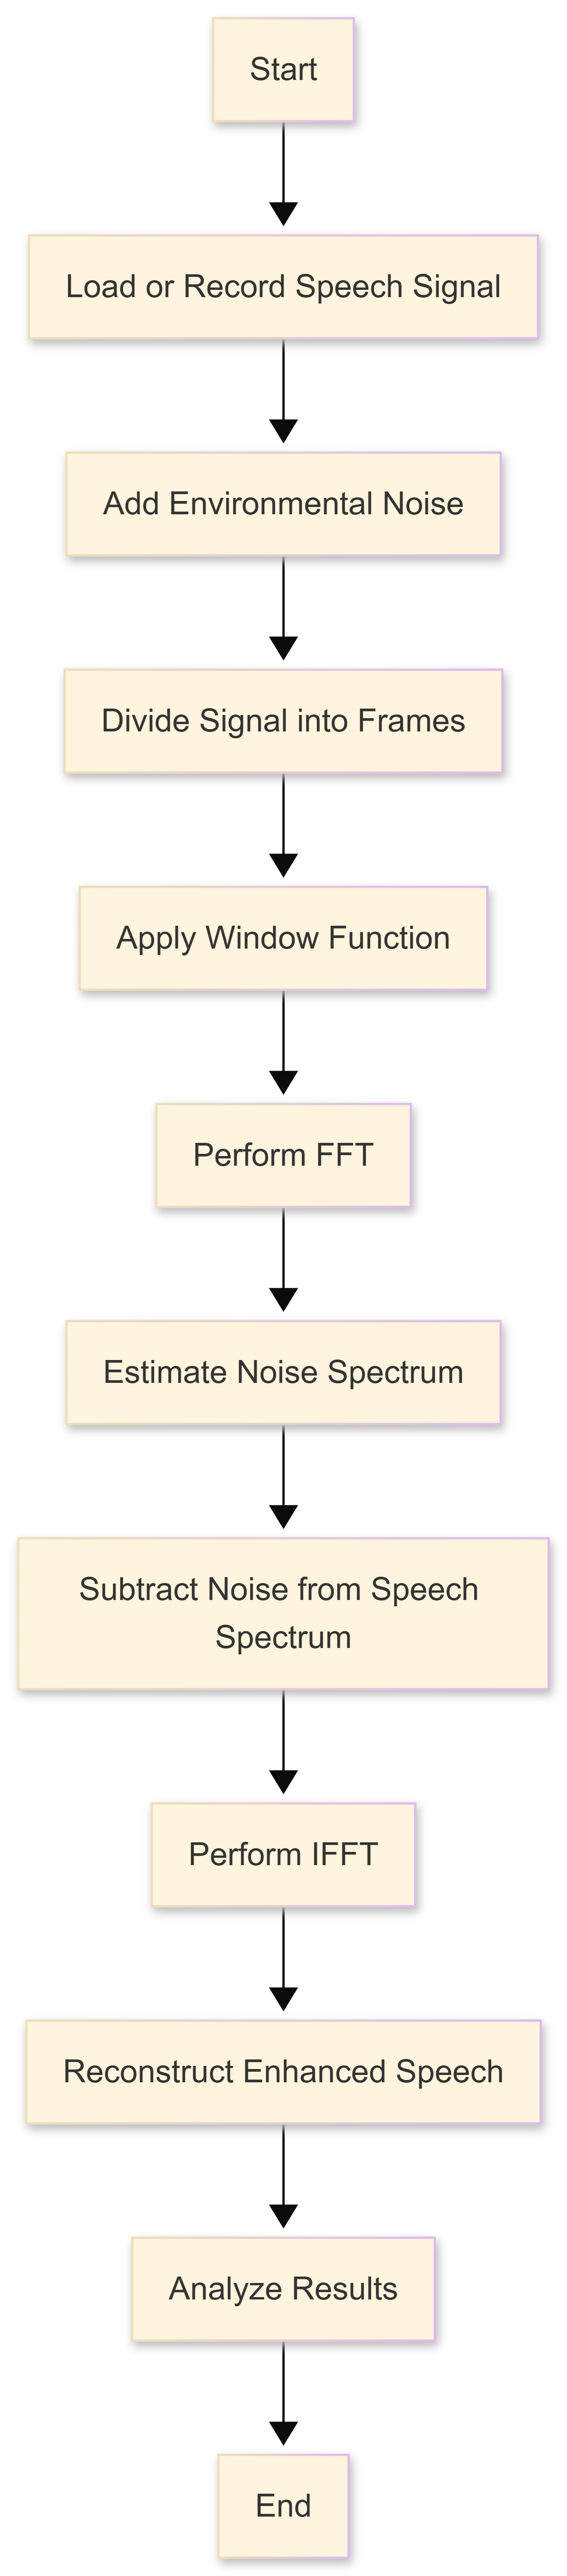 Start
Load or Record Speech Signal
Add Environmental Noise
Divide Signal into Frames
Apply Window Function
Perform FFT
Estimate Noise Spectrum
Subtract Noise from Speech
Spectrum
Perform IFFT
Reconstruct Enhanced Speech
Analyze Results
End